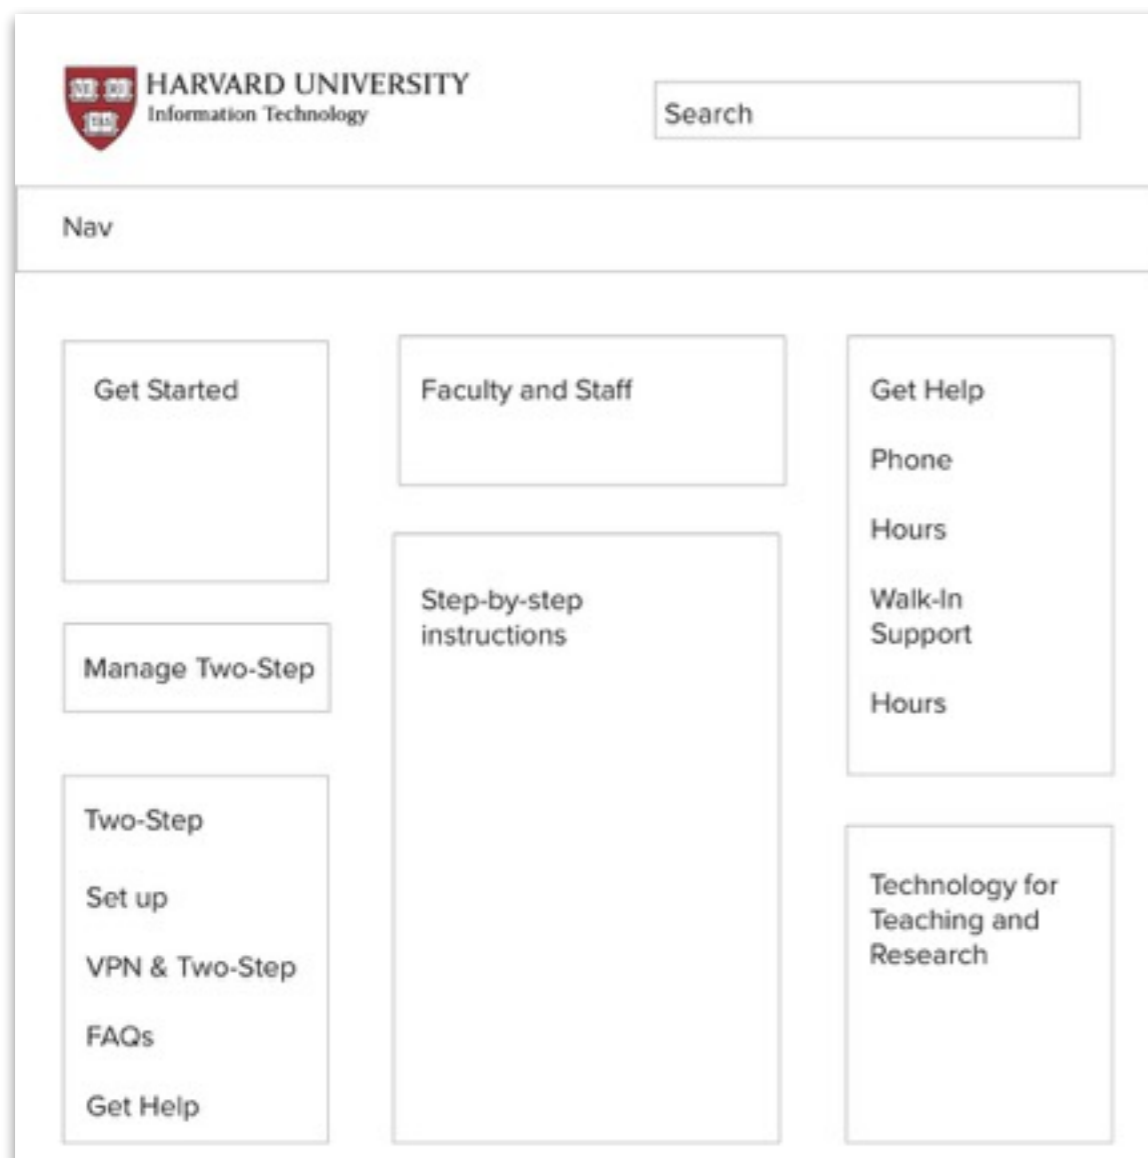 HARVARD UNIVERSITY
Information Technology
Search
Nav
Get Started
Manage Two-Step
Two-Step
Set up
VPN & Two-Step
FAQs
Get Help
Faculty and Staff
Step-by-step
instructions
Get Help
Phone
Hours
Walk-In
Support
Hours
Technology for
Teaching and
Research